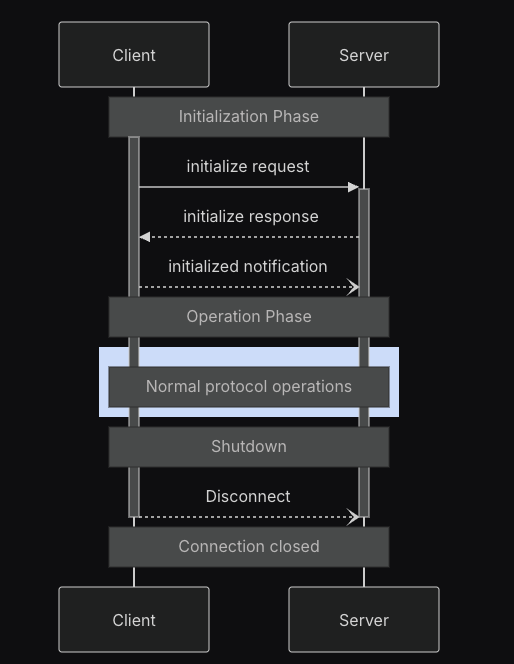 Client
Server
Initialization Phase
initialize request
initialize response
initialized notification
Operation Phase
Normal protocol operations
Shutdown
Disconnect
Connection closed
Client
Server